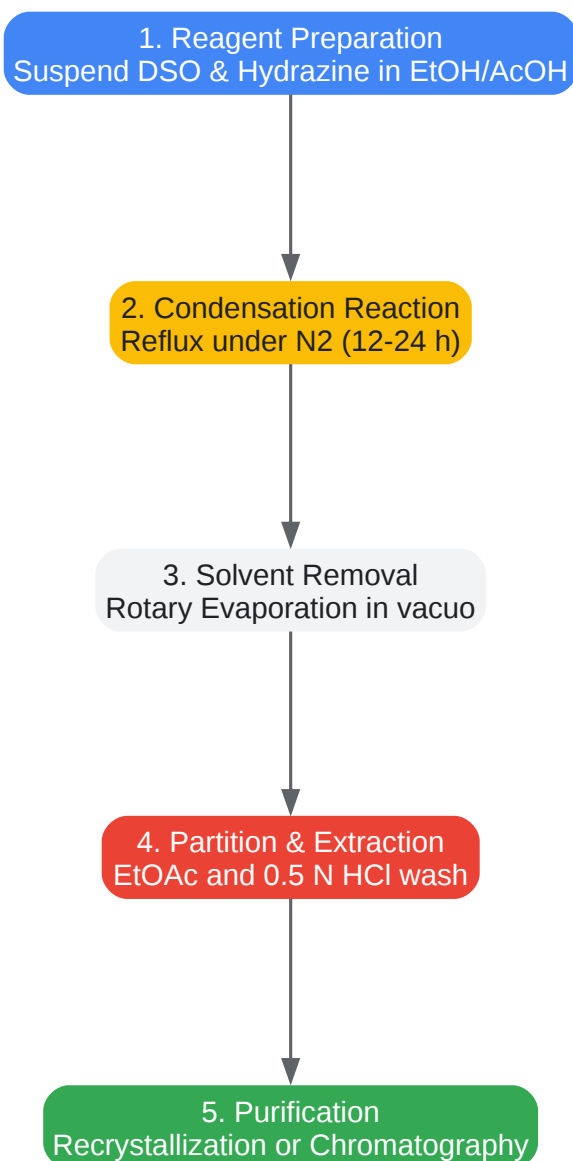 1. Reagent Preparation
Suspend DSO & Hydrazine in EtOH/AcOH
2. Condensation Reaction
Reflux under N2 (12-24 h)
3. Solvent Removal
Rotary Evaporation in vacuo
4. Partition & Extraction
EtOAc and 0.5 N HCl wash
5. Purification
Recrystallization or Chromatography